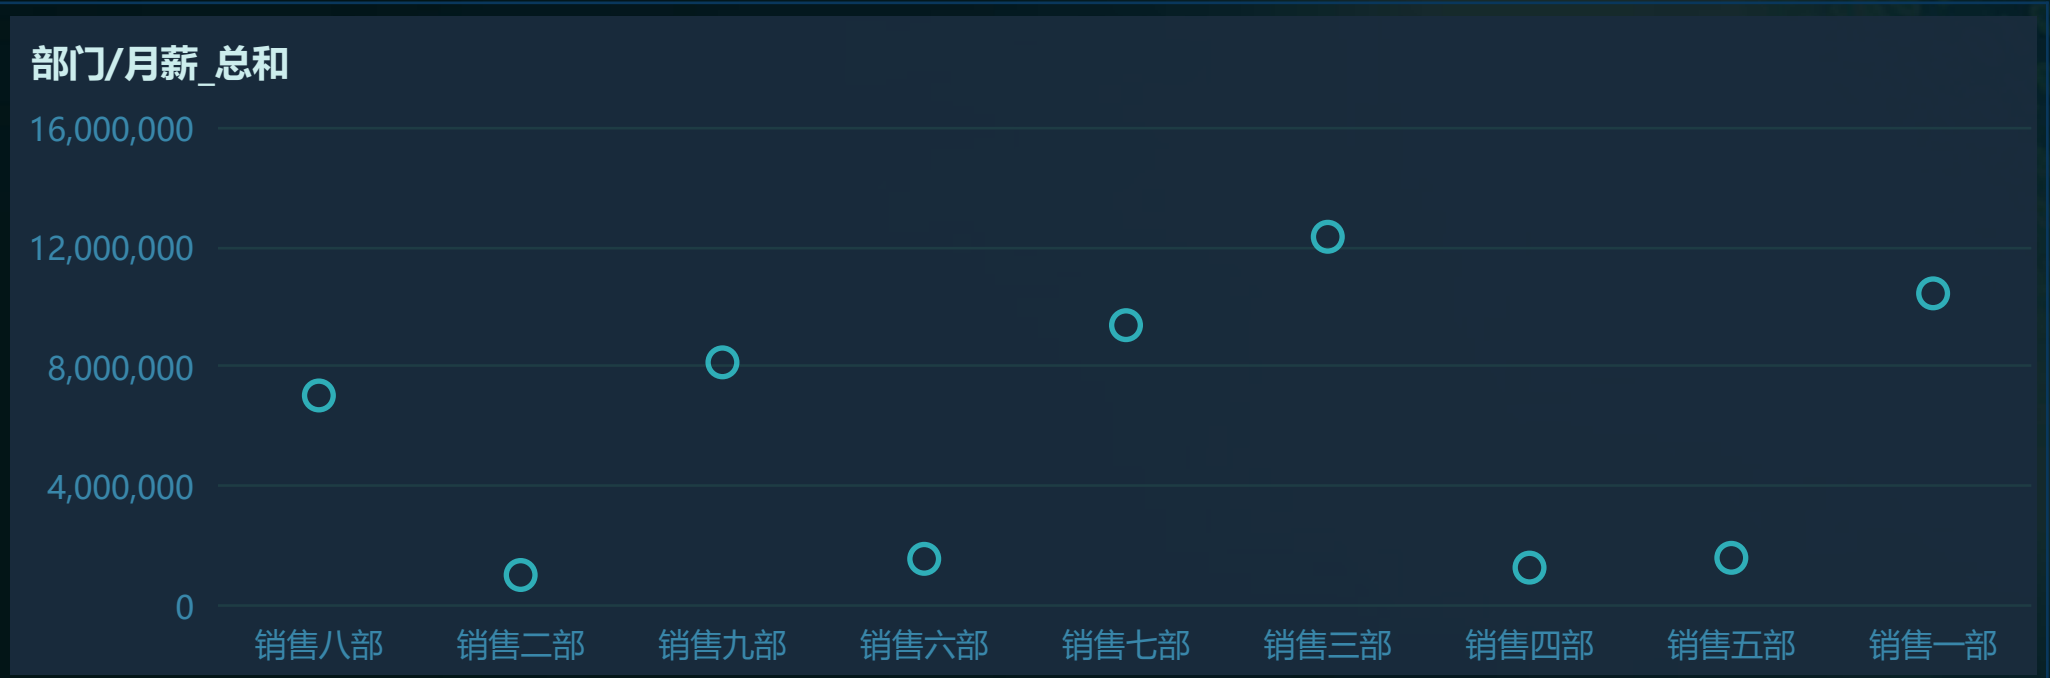 部门/月薪_总和
16,000,000
12,000,000
8,000,000
4,000,000
0
销售八部 销售二部 销售九部 销售六部 销售七部 销售三部 销售四部 销售五部 销售一部